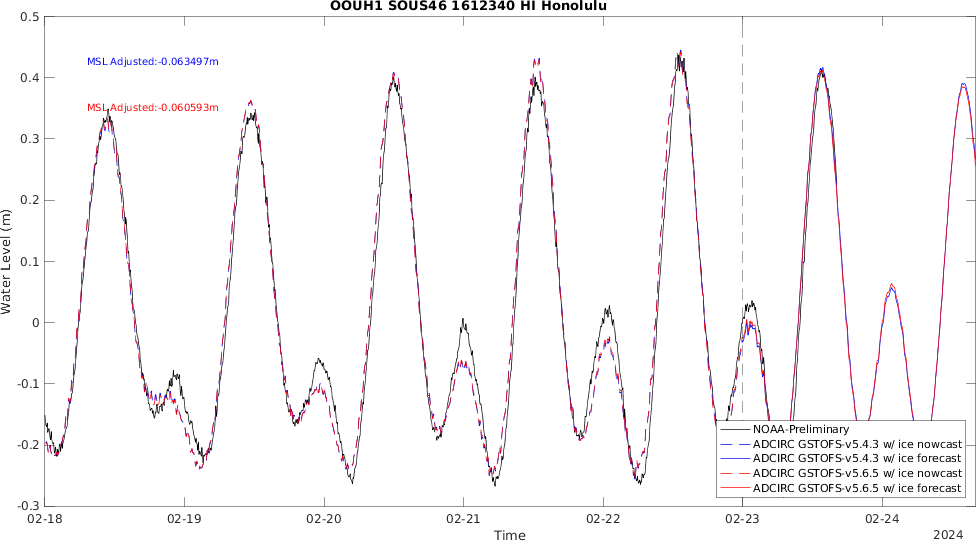 OOUH1 SOUS46 1612340 HI Honolulu
0.5
MSL Adjusted:-0.063497m
0.4
MSL Adjusted:-0.060593m
0.3
0.2
0.1
Water Level (m)
0
-0.1
-0.2
-0.3
NOAA-Preliminary
ADCIRC GSTOFS-v5.4.3 w/ ice nowcast
ADCIRC GSTOFS-v5.4.3 w/ ice forecast
ADCIRC GSTOFS-v5.6.5 w/ ice nowcast
ADCIRC GSTOFS-v5.6.5 w/ ice forecast
02-18 02-19 02-20 02-21 02-22 02-23 02-24
Time
2024